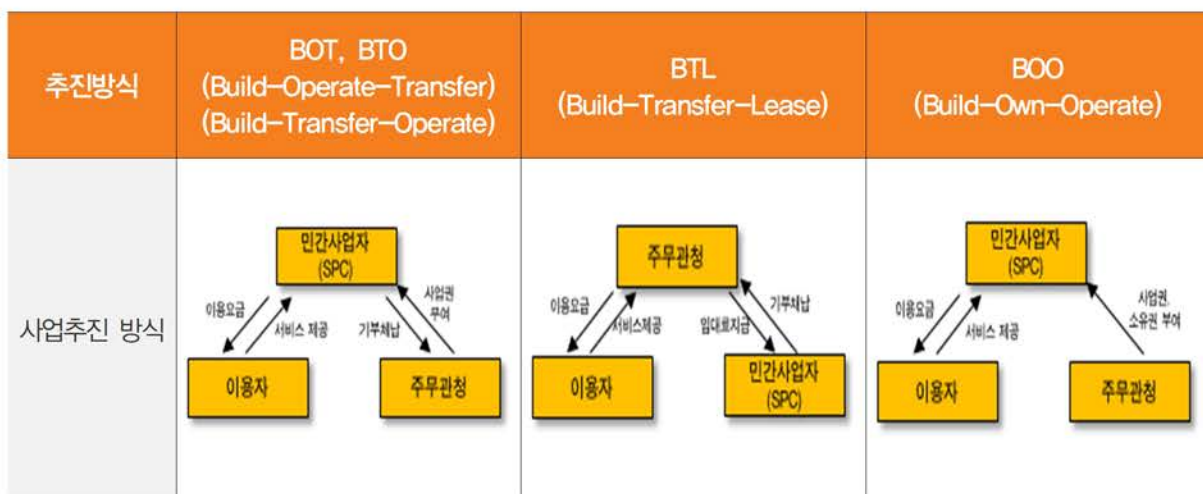 추진방식
BOT, BTO
(Build-Operate-Transfer)
(Build-Transfer-Operate)
BTL
(Build-Transfer-Lease)
BOO
(Build-Own-Operate)
사업추진 방식
민간사업자
(SPC)
이용요금
서비스 제공
기부체납
사업권
부여
이용자
주무관청
주무관청
이용요금
서비스제공
임대료지급
기부체납
이용자
민간사업자
(SPC)
민간사업자
(SPC)
이용요금
서비스 제공
사업권,
소유권 부여
이용자
주무관청